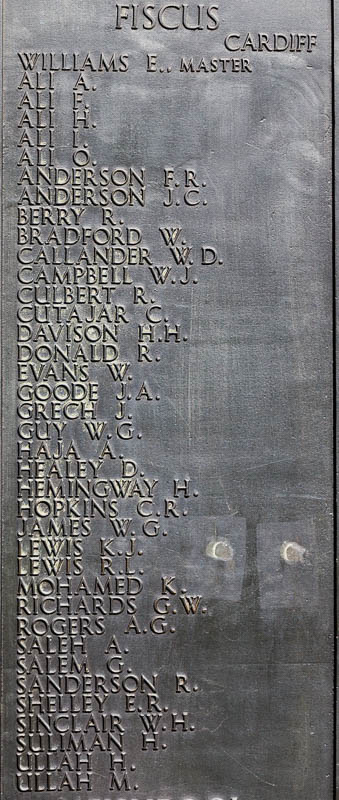 FISCUS
CARDIFF
WILLIAMS E., MASTER
ALI A.
ALI F.
ALI H.
ALI I.
ALI O.
ANDERSON F.R.
ANDERSON J.C.
BERRY R.
BRADFORD W.
CALLANDER W.D.
CAMPBELL W.J.
CULBERT R.
CUTAJAR C.
DAVISON H.H.
DONALD R.
EVANS W.
GOODE J.A.
GRECH J.
GUY W.G.
HAJA A.
HEALEY D.
HEMINGWAY H.
HOPKINS C.R.
JAMES W.G.
LEWIS K.J.
LEWIS R.L.
MOHAMED K.
RICHARDS G.W.
ROGERS A.G.
SALEH A.
SALEM G.
SANDERSON R.
SHELLEY E.R.
SINCLAIR W.H.
SULIMAN H.
ULLAH H.
ULLAH M.